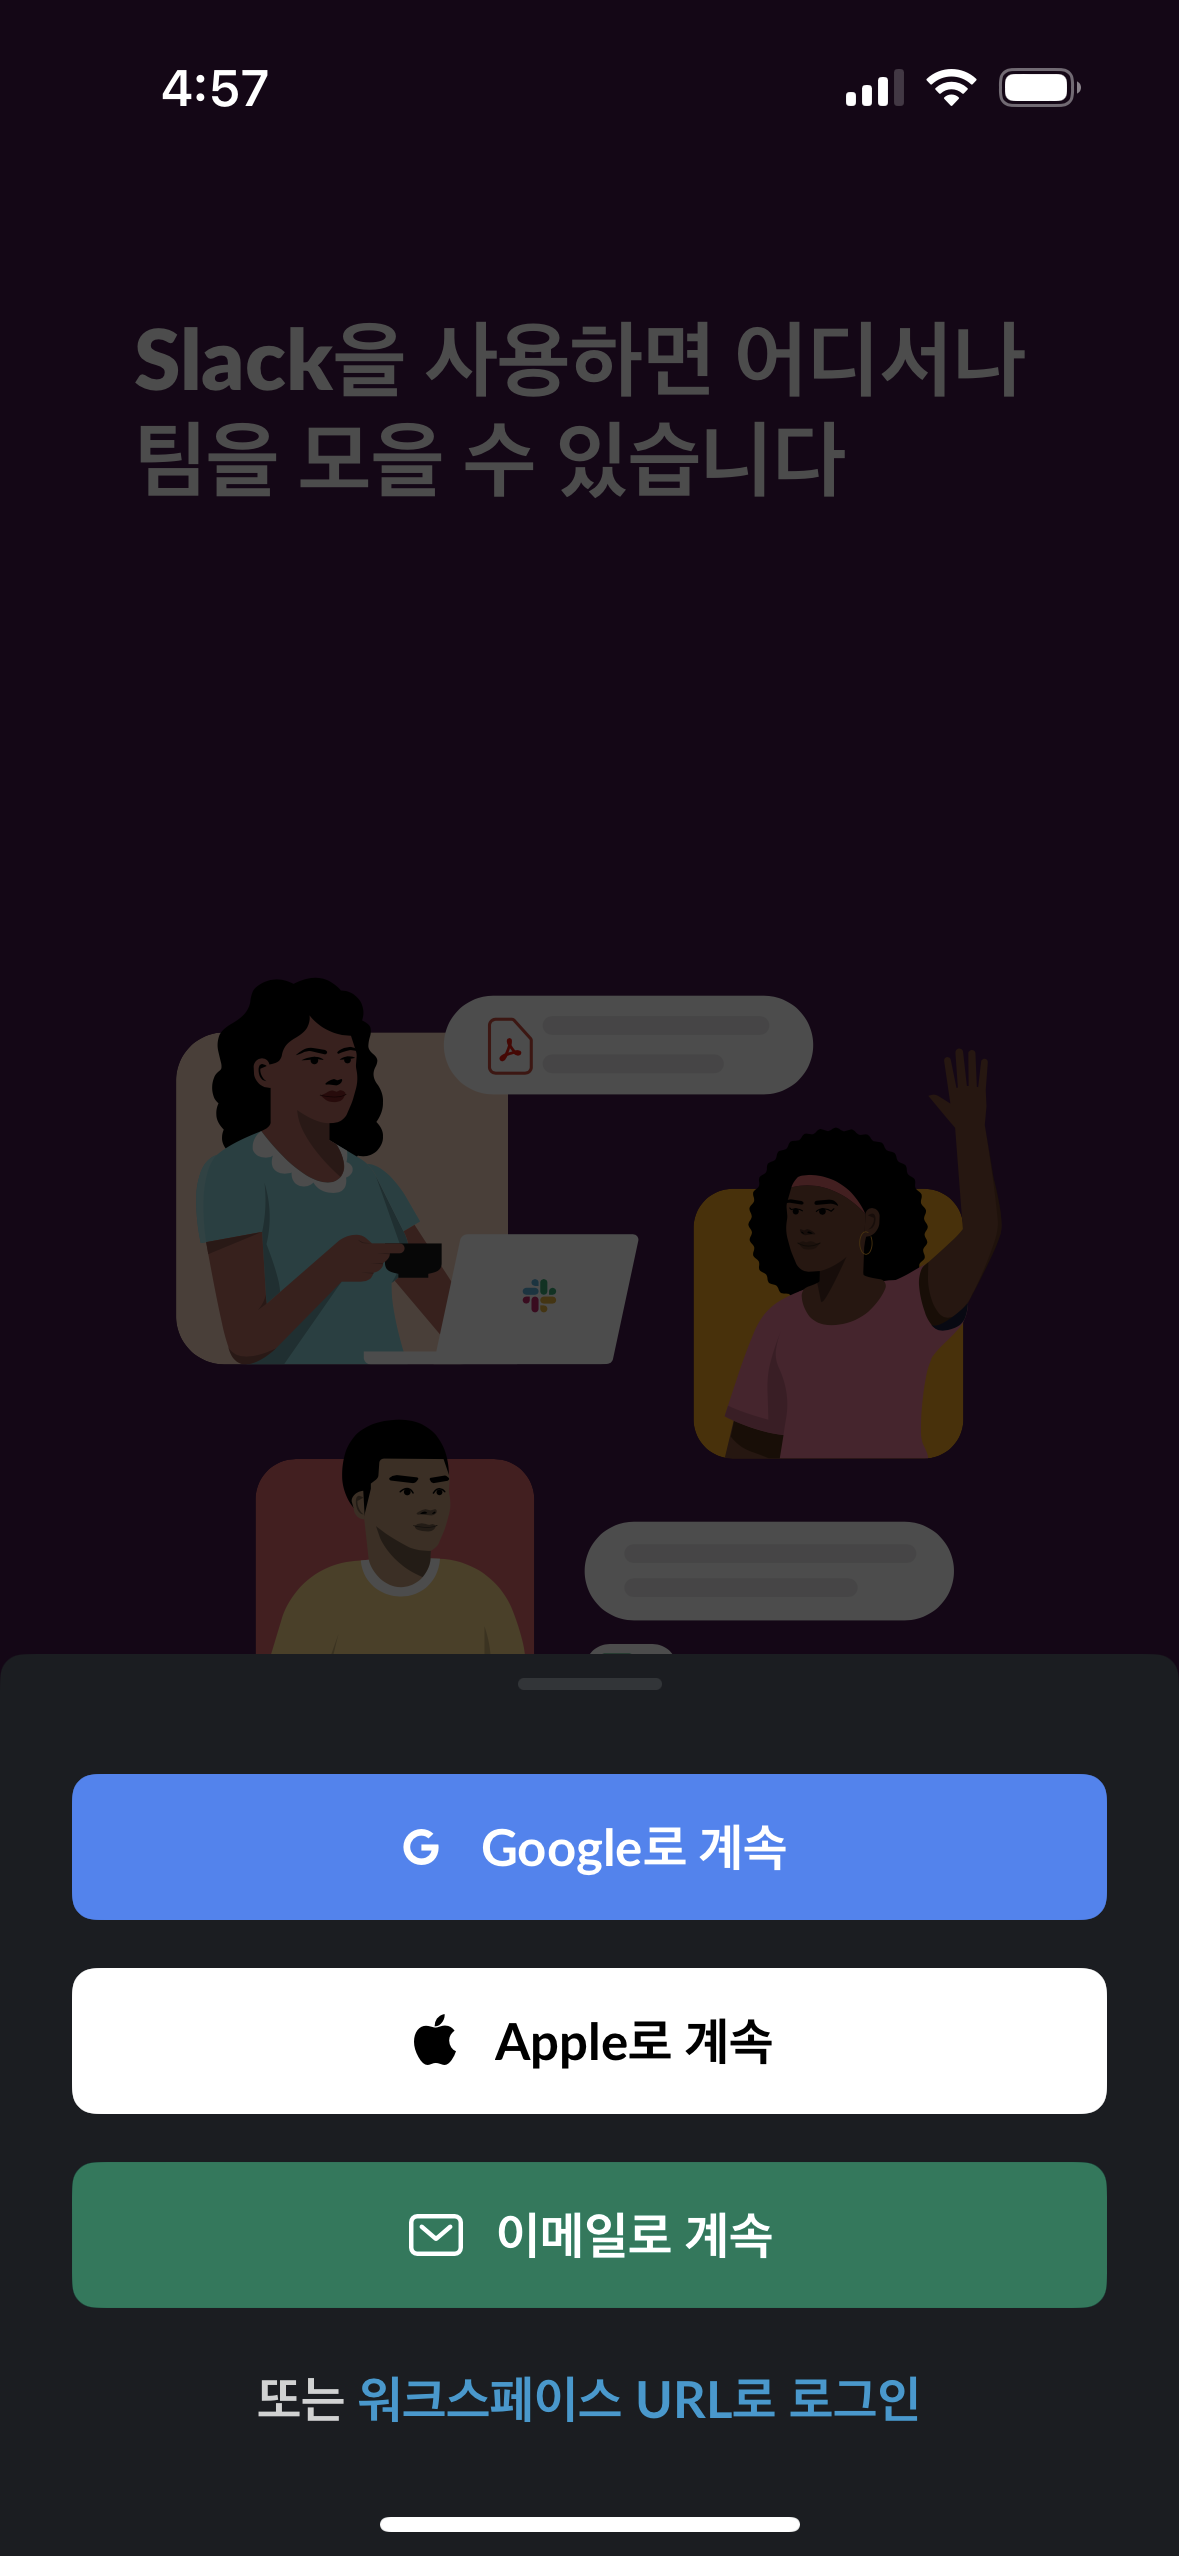 4:57
Slack을 사용하면 어디서나
팀을 모을 수 있습니다
Google로 계속
Apple로 계속
이메일로 계속
또는 워크스페이스 URL로 로그인